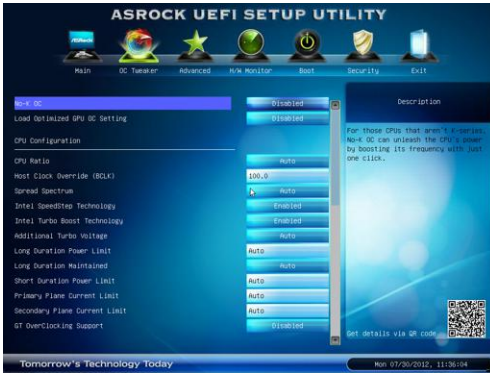 ASROCK UEFI SETUP UTILITY
Main
OC Tweaker
Advanced
H/W Monitor
Boot
Security
Exit
No-K OC Disabled
Load Optimized GPU OC Setting Disabled
CPU Configuration
CPU Ratio Auto
Host Clock Override (BCLK) 100.0
Spread Spectrum Auto
Intel SpeedStep Technology Enabled
Intel Turbo Boost Technology Enabled
Additional Turbo Voltage Auto
Long Duration Power Limit Auto
Long Duration Maintained Auto
Short Duration Power Limit Auto
Primary Plane Current Limit Auto
Secondary Plane Current Limit Auto
GT OverClocking Support Disabled
Description
For those CPUs that aren't K-series,
No-K OC can unleash the CPU's power
by boosting its frequency with just
one click.
Get details via QR code
Tomorrow's Technology Today
Mon 07/30/2012, 11:36:04